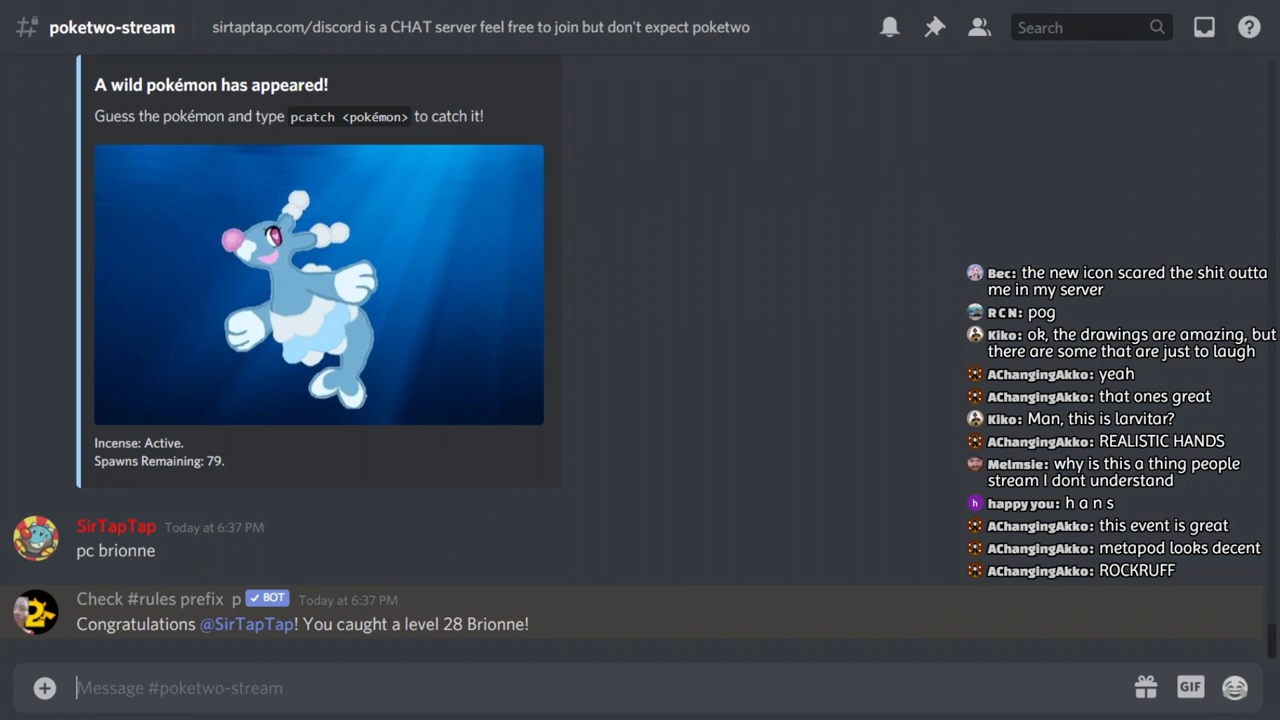 poketwo-stream
sirtaptap.com/discord is a CHAT server feel free to join but don't expect poketwo
Search
A wild pokémon has appeared!
Guess the pokémon and type pcatch <pokémon> to catch it!
Incense: Active.
Spawns Remaining: 79.
SirTapTap Today at 6:37 PM
pc brionne
Check #rules prefix p BOT Today at 6:37 PM
Congratulations @SirTapTap! You caught a level 28 Brionne!
Message #poketwo-stream
GIF
Bec: the new icon scared the shit outta
me in my server
R C N: pog
Kiko: ok, the drawings are amazing, but
there are some that are just to laugh
AChangingAkko: yeah
AChangingAkko: that ones great
Kiko: Man, this is larvitar?
AChangingAkko: REALISTIC HANDS
Melmsie: why is this a thing people
stream I dont understand
h happy you: h a n s
AChangingAkko: this event is great
AChangingAkko: metapod looks decent
AChangingAkko: ROCKRUFF